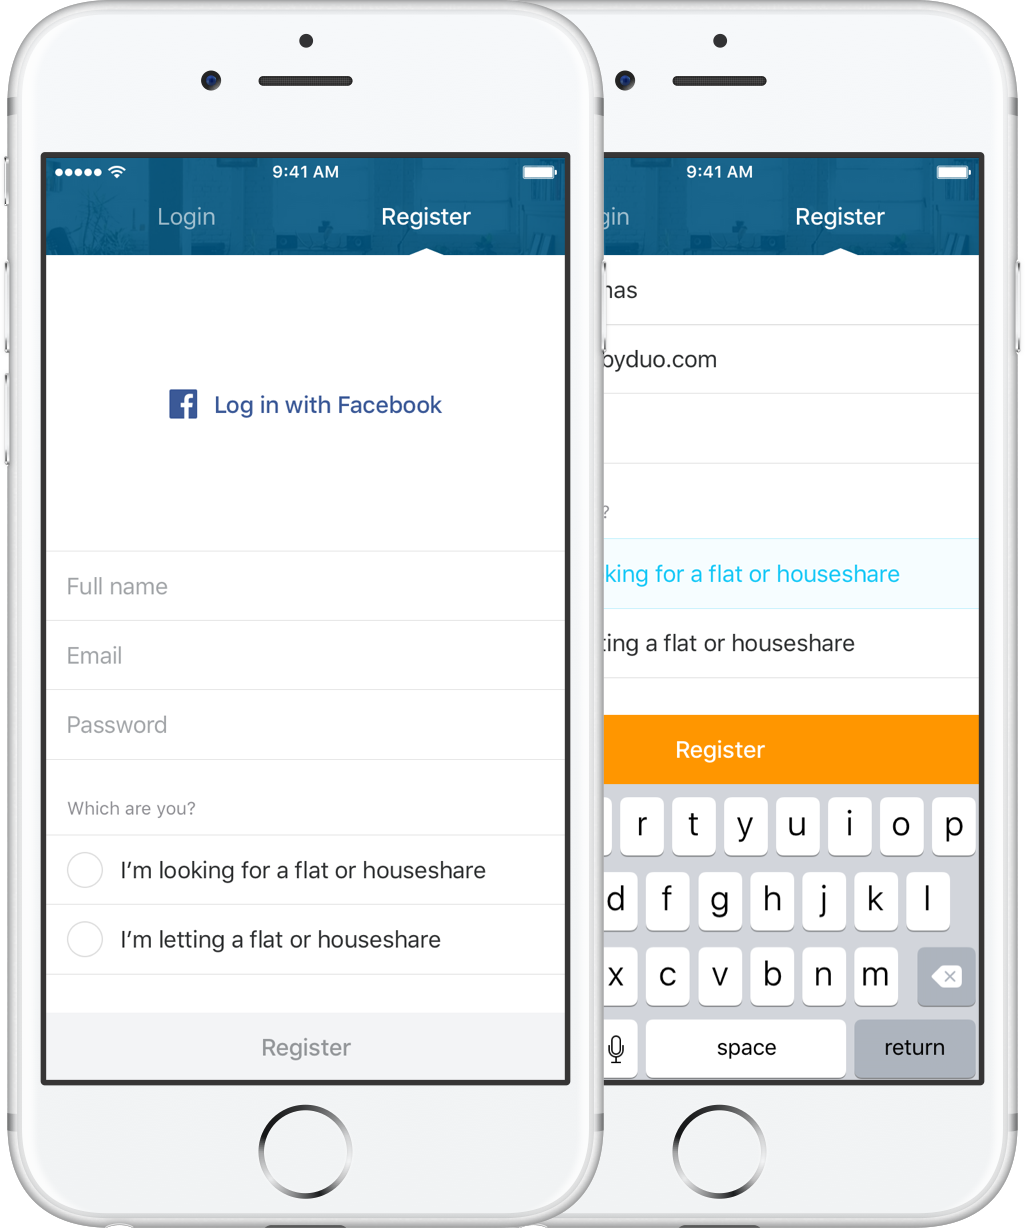 9:41 AM
Login
Register
Log in with Facebook
Full name
Email
Password
Which are you?
I’m looking for a flat or houseshare
I’m letting a flat or houseshare
Register
9:41 AM
gin
Register
nas
byduo.com
?
king for a flat or houseshare
ting a flat or houseshare
Register
r t y u i o p
d f g h j k l
x c v b n m
space return